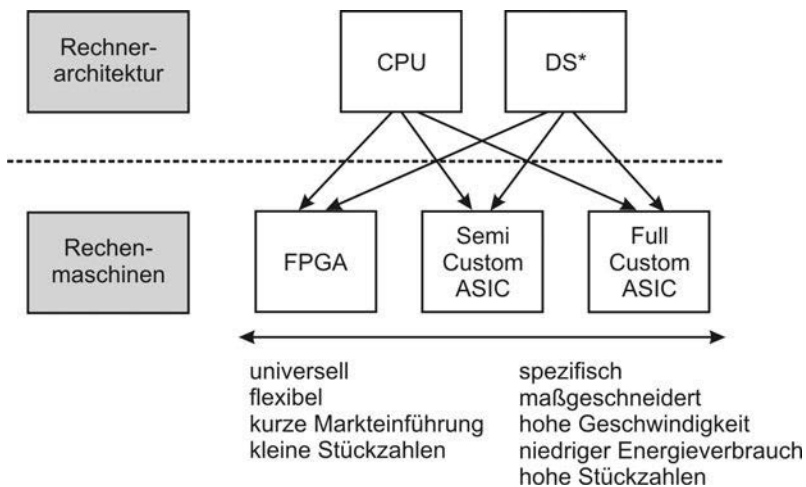 Rechner-
architektur
CPU
DS*
Rechen-
maschinen
FPGA
Semi
Custom
ASIC
Full
Custom
ASIC
universell
flexibel
kurze Markteinführung
kleine Stückzahlen
spezifisch
maßgeschneidert
hohe Geschwindigkeit
niedriger Energieverbrauch
hohe Stückzahlen